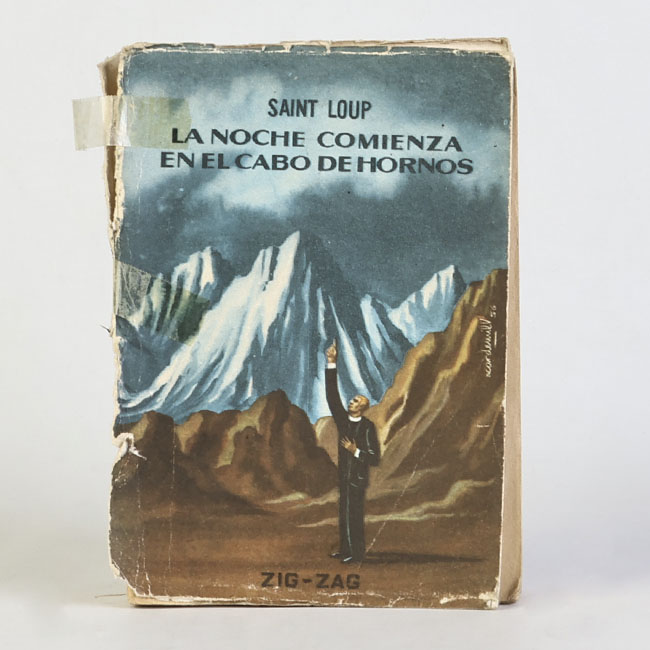 SAINT LOUP
LA NOCHE COMIENZA
EN EL CABO DE HORNOS
ZIG-ZAG